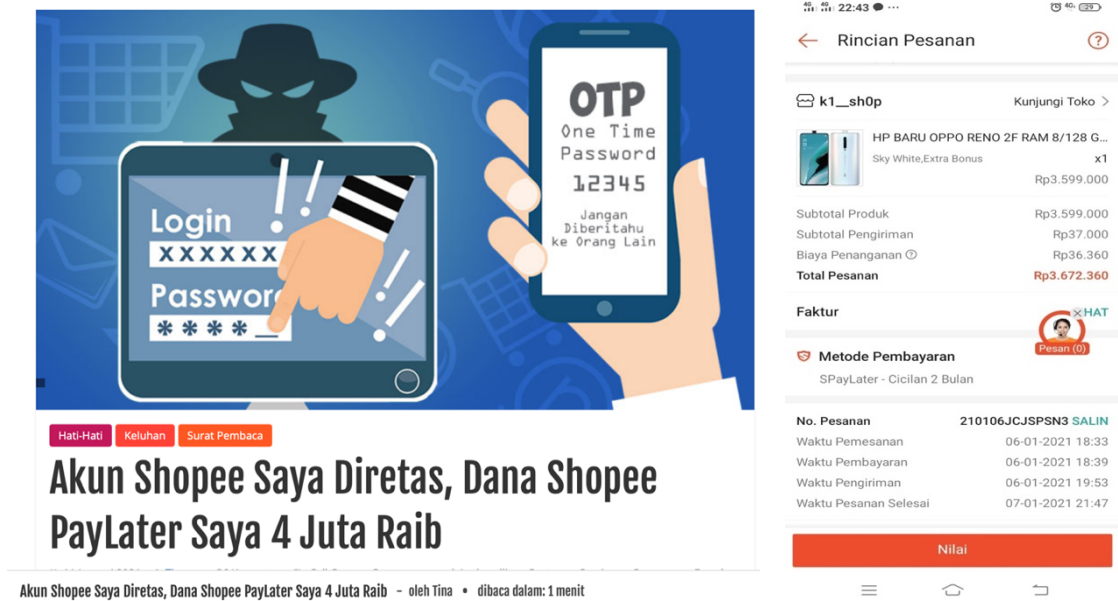 Login
XXXXXX
Password
****_
OTP
One Time
Password
12345
Jangan
Diberitahu
ke Orang Lain
Hati-Hati
Keluhan
Surat Pembaca
Akun Shopee Saya Diretas, Dana Shopee
PayLater Saya 4 Juta Raib
Akun Shopee Saya Diretas, Dana Shopee PayLater Saya 4 Juta Raib – oleh Tina • dibaca dalam: 1 menit
4G 4G 22:43 ··· 4G 29
← Rincian Pesanan ?
k1__sh0p Kunjungi Toko >
HP BARU OPPO RENO 2F RAM 8/128 G...
Sky White,Extra Bonus x1
Rp3.599.000
Subtotal Produk Rp3.599.000
Subtotal Pengiriman Rp37.000
Biaya Penanganan ? Rp36.360
Total Pesanan Rp3.672.360
Faktur HAT
Pesan (0)
Metode Pembayaran
SPayLater - Cicilan 2 Bulan
No. Pesanan 210106JCJSPSN3 SALIN
Waktu Pemesanan 06-01-2021 18:33
Waktu Pembayaran 06-01-2021 18:39
Waktu Pengiriman 06-01-2021 19:53
Waktu Pesanan Selesai 07-01-2021 21:47
Nilai